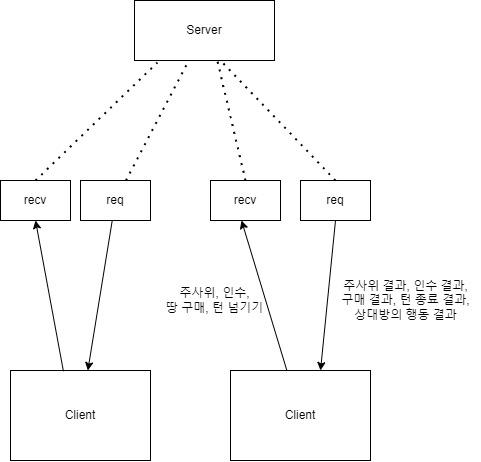 Server
recv
req
recv
req
주사위, 인수,
땅 구매, 턴 넘기기
주사위 결과, 인수 결과,
구매 결과, 턴 종료 결과,
상대방의 행동 결과
Client
Client